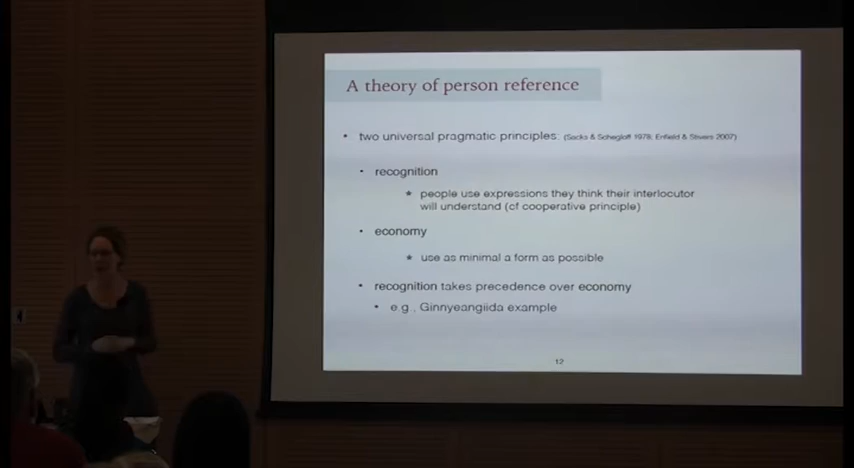 A theory of person reference
• two universal pragmatic principles: (Sacks & Schegloff 1978; Enfield & Stivers 2007)
• recognition
* people use expressions they think their interlocutor
will understand (cf cooperative principle)
• economy
* use as minimal a form as possible
• recognition takes precedence over economy
• e.g., Ginnyeangiida example
12